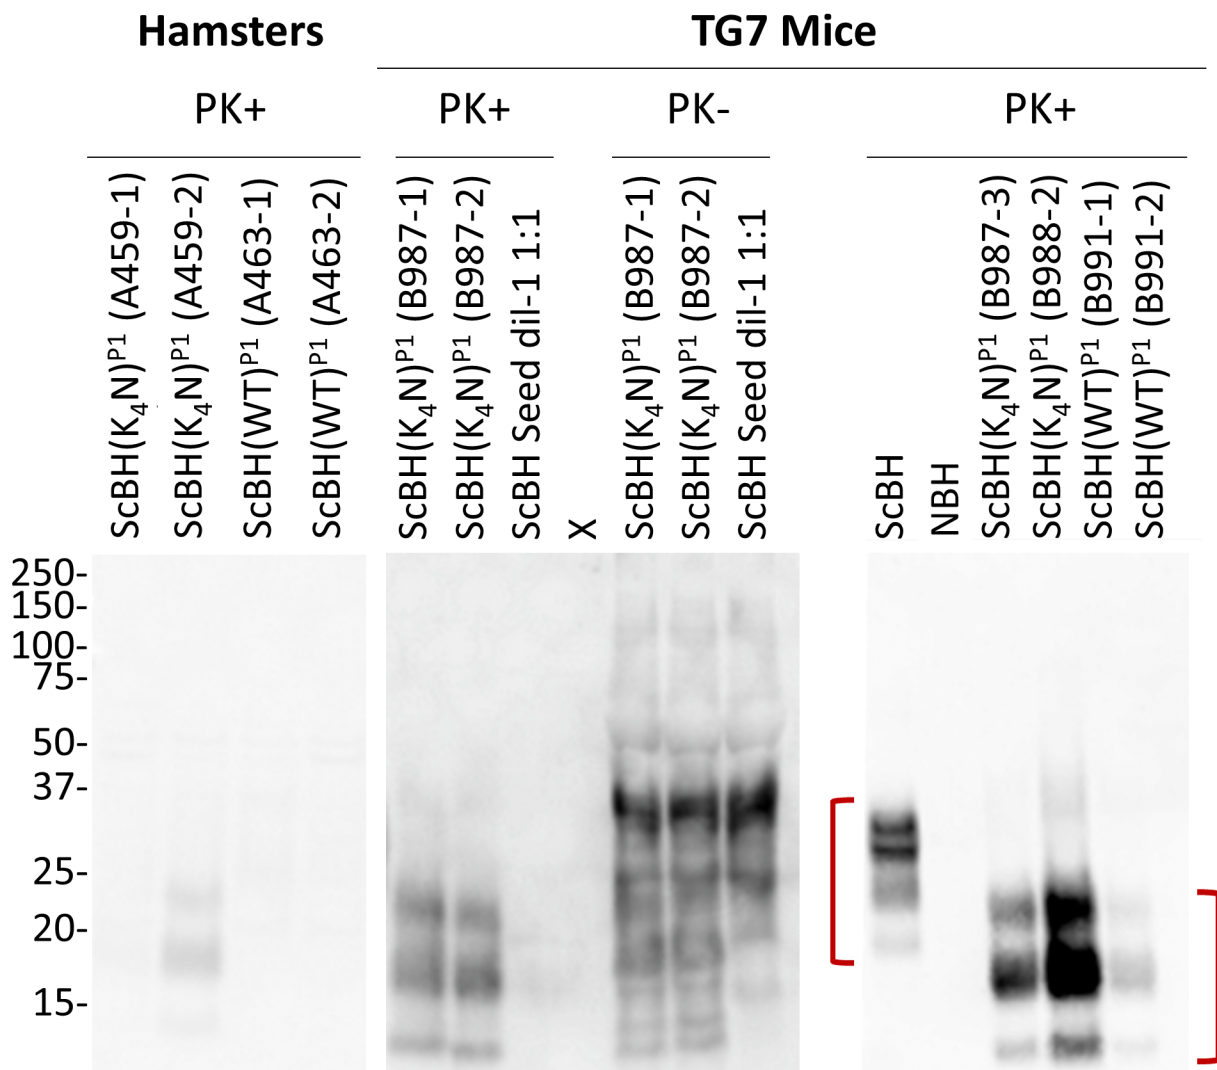 Hamsters
TG7 Mice
PK+
PK+
PK-
PK+
ScBH(K₄N)ᴾ¹ (A459-1)
ScBH(K₄N)ᴾ¹ (A459-2)
ScBH(WT)ᴾ¹ (A463-1)
ScBH(WT)ᴾ¹ (A463-2)
ScBH(K₄N)ᴾ¹ (B987-1)
ScBH(K₄N)ᴾ¹ (B987-2)
ScBH Seed dil-1 1:1
X
ScBH(K₄N)ᴾ¹ (B987-1)
ScBH(K₄N)ᴾ¹ (B987-2)
ScBH Seed dil-1 1:1
ScBH
NBH
ScBH(K₄N)ᴾ¹ (B987-3)
ScBH(K₄N)ᴾ¹ (B988-2)
ScBH(WT)ᴾ¹ (B991-1)
ScBH(WT)ᴾ¹ (B991-2)
250-
150-
100-
75-
50-
37-
25-
20-
15-